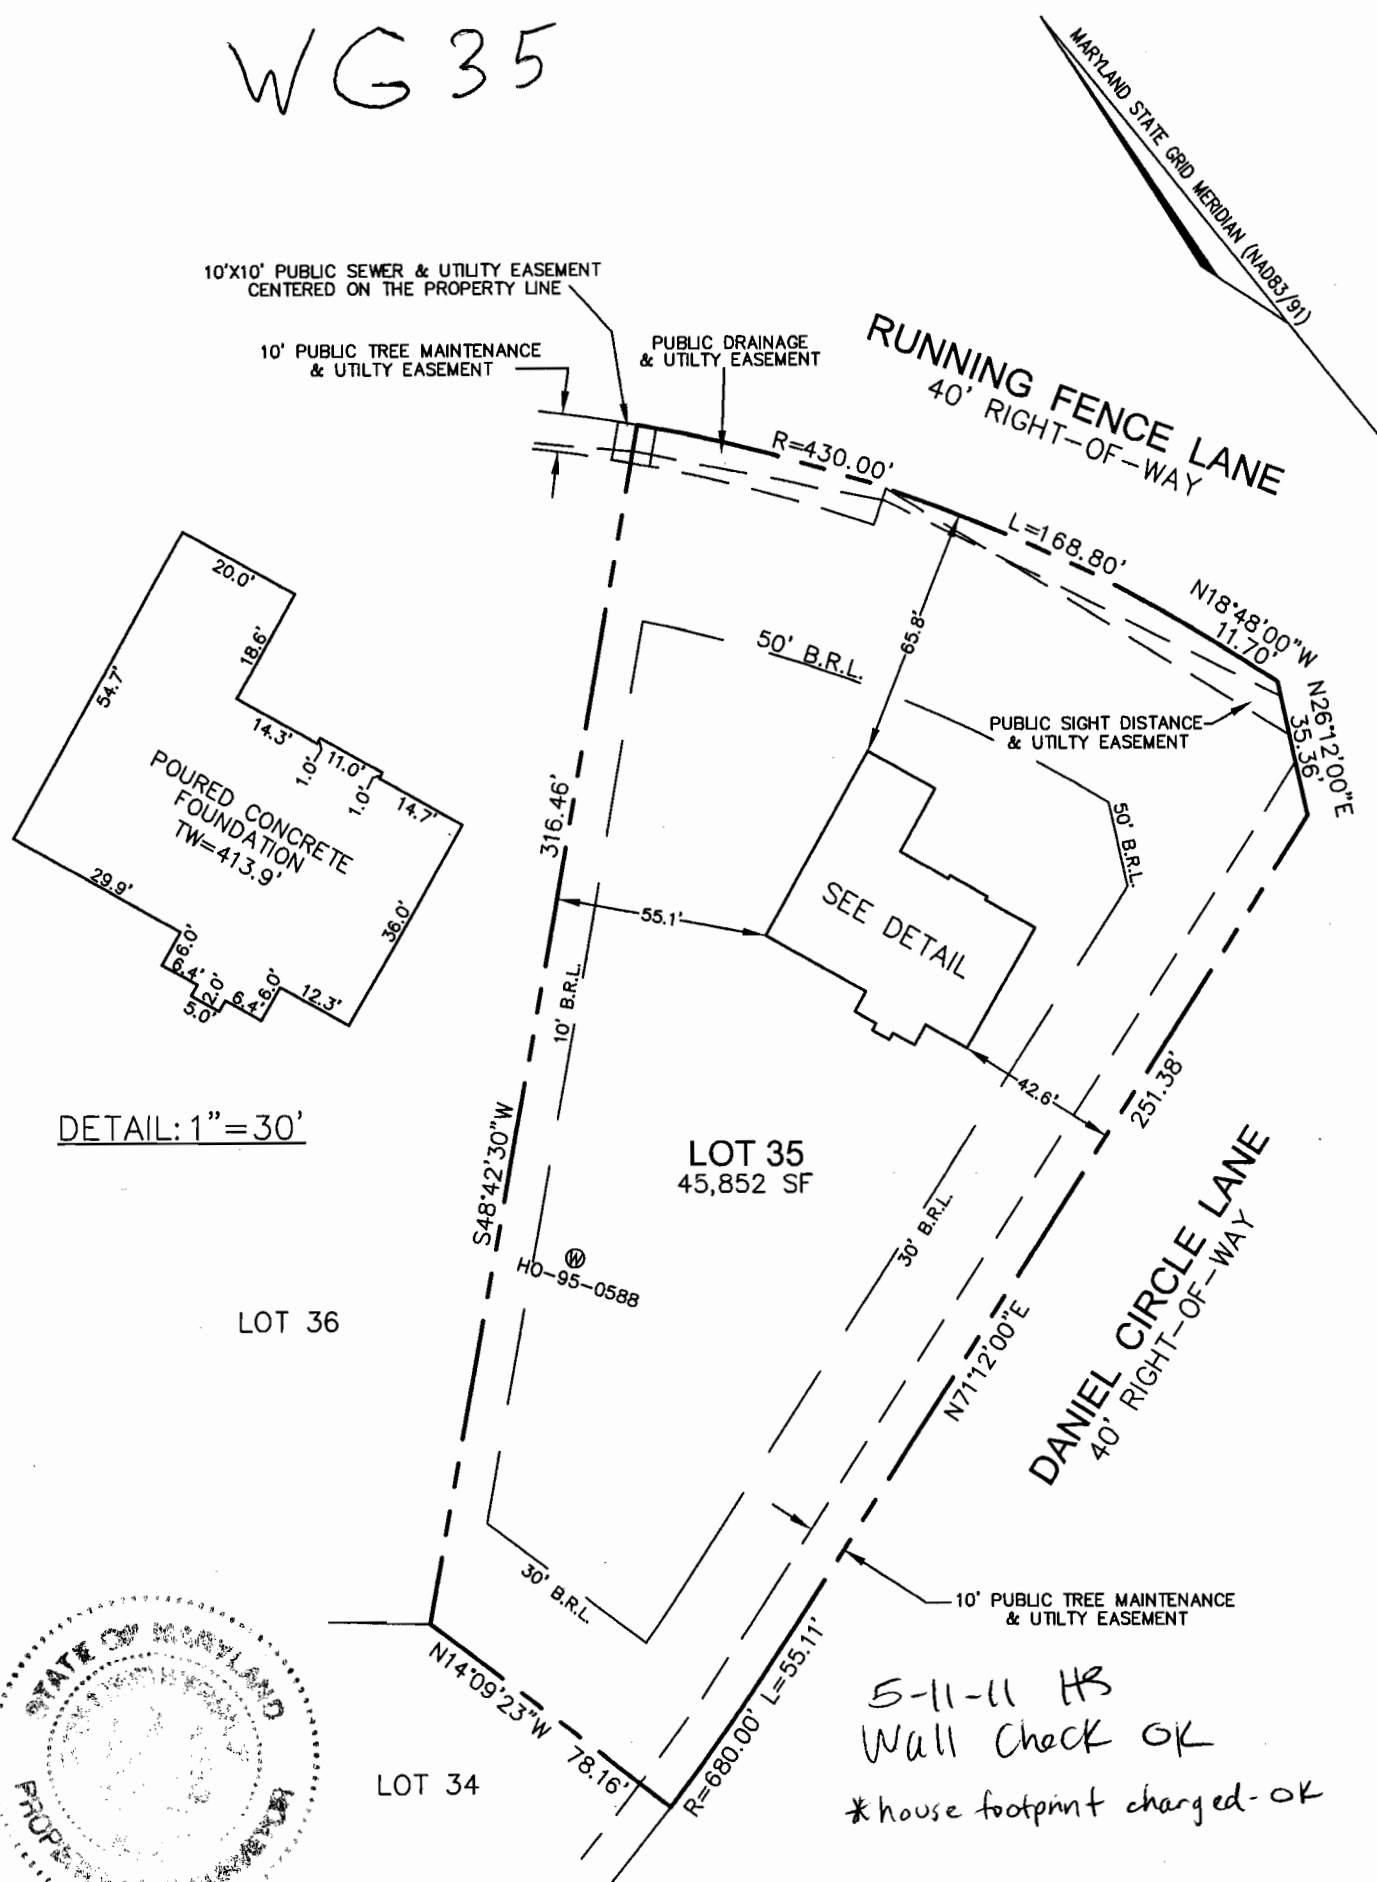 WG 35
MARYLAND STATE GRID MERIDIAN (NAD83/91)
10'X10' PUBLIC SEWER & UTILITY EASEMENT
CENTERED ON THE PROPERTY LINE
10' PUBLIC TREE MAINTENANCE
& UTILTY EASEMENT
PUBLIC DRAINAGE
& UTILTY EASEMENT
RUNNING FENCE LANE
40' RIGHT-OF-WAY
R=430.00'
L=168.80'
N18°48'00"W
11.70'
N26°12'00"E
35.36'
20.0'
18.6'
54.7'
14.3'
1.0'
11.0'
1.0'
14.7'
POURED CONCRETE
FOUNDATION
TW=413.9'
29.9'
36.0'
6.0'
6.4'
2.0'
5.0'
6.4'
6.0'
12.3'
DETAIL: 1"=30'
65.8'
50' B.R.L.
PUBLIC SIGHT DISTANCE
& UTILTY EASEMENT
50' B.R.L.
316.46'
55.1'
SEE DETAIL
10' B.R.L.
42.6'
251.38'
S48°42'30"W
LOT 35
45,852 SF
30' B.R.L.
W
HO-95-0588
LOT 36
N71°12'00"E
DANIEL CIRCLE LANE
40' RIGHT-OF-WAY
30' B.R.L.
10' PUBLIC TREE MAINTENANCE
& UTILTY EASEMENT
N14°09'23"W
78.16'
R=680.00' L=55.11'
LOT 34
STATE OF MARYLAND
5-11-11 HB
Wall Check OK
*house footprint charged-OK